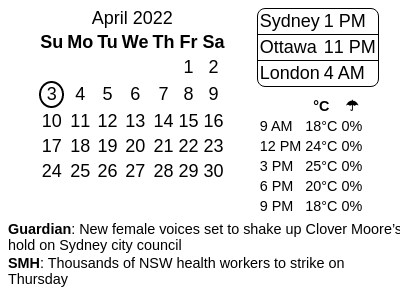 April 2022
Su Mo Tu We Th Fr Sa
1 2
3 4 5 6 7 8 9
10 11 12 13 14 15 16
17 18 19 20 21 22 23
24 25 26 27 28 29 30
Sydney 1 PM
Ottawa 11 PM
London 4 AM
°C ☂
9 AM 18°C 0%
12 PM 24°C 0%
3 PM 25°C 0%
6 PM 20°C 0%
9 PM 18°C 0%
Guardian: New female voices set to shake up Clover Moore's
hold on Sydney city council
SMH: Thousands of NSW health workers to strike on
Thursday